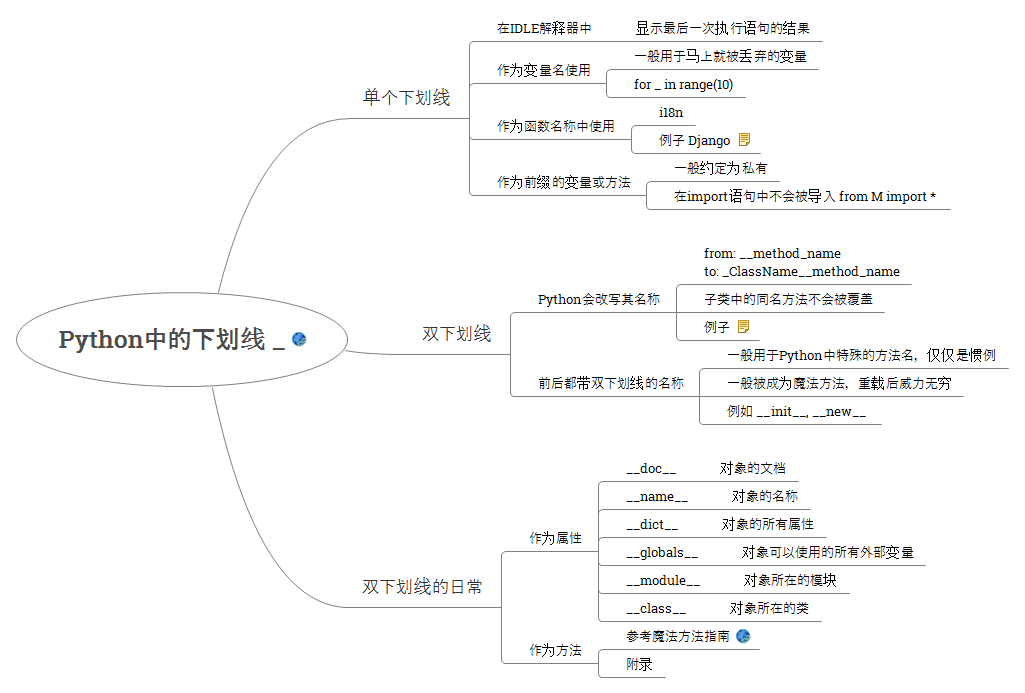 Python中的下划线 _
单个下划线
在IDLE解释器中
显示最后一次执行语句的结果
作为变量名使用
一般用于马上就被丢弃的变量
for _ in range(10)
作为函数名称中使用
i18n
例子 Django
作为前缀的变量或方法
一般约定为私有
在import语句中不会被导入 from M import *
双下划线
Python会改写其名称
from: __method_name
to: _ClassName__method_name
子类中的同名方法不会被覆盖
例子
前后都带双下划线的名称
一般用于Python中特殊的方法名，仅仅是惯例
一般被成为魔法方法，重载后威力无穷
例如 __init__, __new__
双下划线的日常
作为属性
__doc__ 对象的文档
__name__ 对象的名称
__dict__ 对象的所有属性
__globals__ 对象可以使用的所有外部变量
__module__ 对象所在的模块
__class__ 对象所在的类
作为方法
参考魔法方法指南
附录